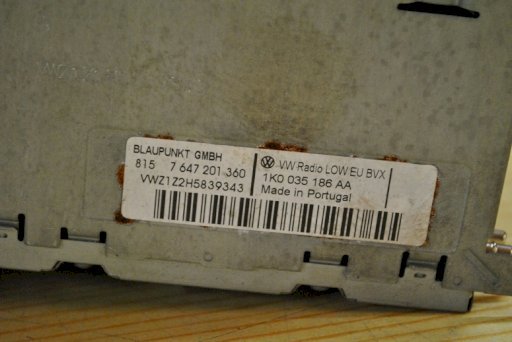 BLAUPUNKT GMBH
815 7 647 201 360
VWZ1Z2H5839343
VW Radio LOW EU BVX
1K0 035 186 AA
Made in Portugal